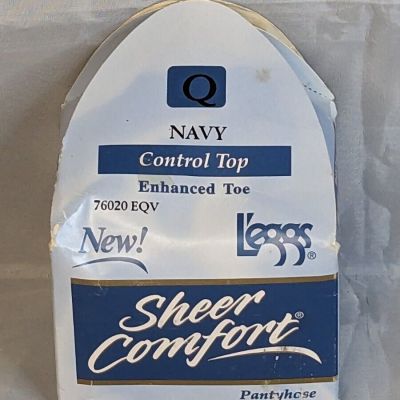 Q
NAVY
Control Top
Enhanced Toe
76020 EQV
New! L'eggs®
Sheer
Comfort®
Pantyhose